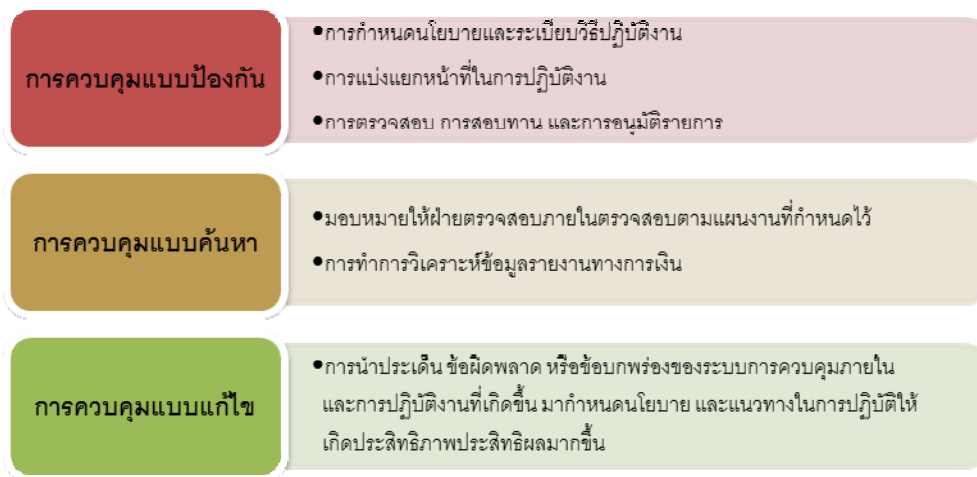 การควบคุมแบบป้องกัน
•การกำหนดนโยบายและระเบียบวิธีปฏิบัติงาน
•การแบ่งแยกหน้าที่ในการปฏิบัติงาน
•การตรวจสอบ การสอบทาน และการอนุมัติรายการ
การควบคุมแบบค้นหา
•มอบหมายให้ฝ่ายตรวจสอบภายในตรวจสอบตามแผนงานที่กำหนดไว้
•การทำการวิเคราะห์ข้อมูลรายงานทางการเงิน
การควบคุมแบบแก้ไข
•การนำประเด็น ข้อผิดพลาด หรือข้อบกพร่องของระบบการควบคุมภายใน
และการปฏิบัติงานที่เกิดขึ้น มากำหนดนโยบาย และแนวทางในการปฏิบัติให้
เกิดประสิทธิภาพประสิทธิผลมากขึ้น